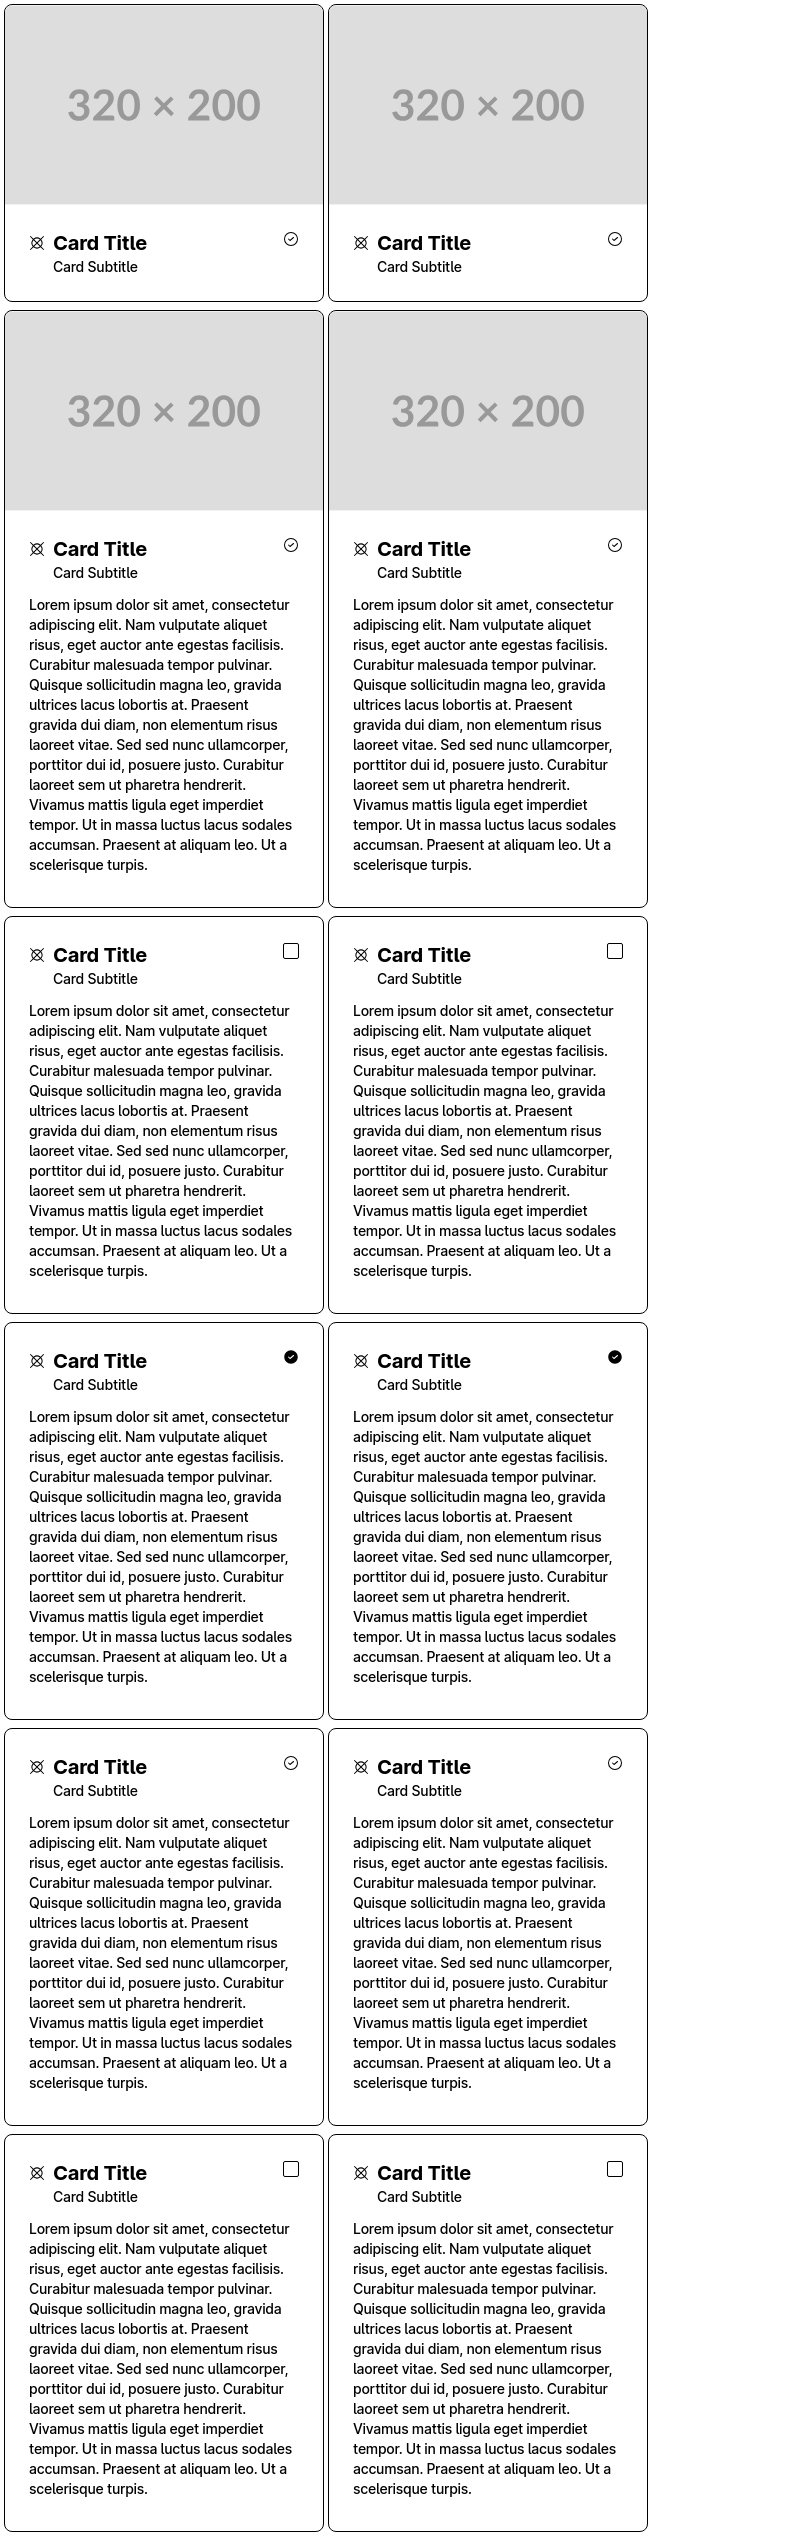 320 × 200
320 × 200
Card Title
Card Subtitle
Card Title
Card Subtitle
320 × 200
320 × 200
Card Title
Card Subtitle
Lorem ipsum dolor sit amet, consectetur
adipiscing elit. Nam vulputate aliquet
risus, eget auctor ante egestas facilisis.
Curabitur malesuada tempor pulvinar.
Quisque sollicitudin magna leo, gravida
ultrices lacus lobortis at. Praesent
gravida dui diam, non elementum risus
laoreet vitae. Sed sed nunc ullamcorper,
porttitor dui id, posuere justo. Curabitur
laoreet sem ut pharetra hendrerit.
Vivamus mattis ligula eget imperdiet
tempor. Ut in massa luctus lacus sodales
accumsan. Praesent at aliquam leo. Ut a
scelerisque turpis.
Card Title
Card Subtitle
Lorem ipsum dolor sit amet, consectetur
adipiscing elit. Nam vulputate aliquet
risus, eget auctor ante egestas facilisis.
Curabitur malesuada tempor pulvinar.
Quisque sollicitudin magna leo, gravida
ultrices lacus lobortis at. Praesent
gravida dui diam, non elementum risus
laoreet vitae. Sed sed nunc ullamcorper,
porttitor dui id, posuere justo. Curabitur
laoreet sem ut pharetra hendrerit.
Vivamus mattis ligula eget imperdiet
tempor. Ut in massa luctus lacus sodales
accumsan. Praesent at aliquam leo. Ut a
scelerisque turpis.
Card Title
Card Subtitle
Lorem ipsum dolor sit amet, consectetur
adipiscing elit. Nam vulputate aliquet
risus, eget auctor ante egestas facilisis.
Curabitur malesuada tempor pulvinar.
Quisque sollicitudin magna leo, gravida
ultrices lacus lobortis at. Praesent
gravida dui diam, non elementum risus
laoreet vitae. Sed sed nunc ullamcorper,
porttitor dui id, posuere justo. Curabitur
laoreet sem ut pharetra hendrerit.
Vivamus mattis ligula eget imperdiet
tempor. Ut in massa luctus lacus sodales
accumsan. Praesent at aliquam leo. Ut a
scelerisque turpis.
Card Title
Card Subtitle
Lorem ipsum dolor sit amet, consectetur
adipiscing elit. Nam vulputate aliquet
risus, eget auctor ante egestas facilisis.
Curabitur malesuada tempor pulvinar.
Quisque sollicitudin magna leo, gravida
ultrices lacus lobortis at. Praesent
gravida dui diam, non elementum risus
laoreet vitae. Sed sed nunc ullamcorper,
porttitor dui id, posuere justo. Curabitur
laoreet sem ut pharetra hendrerit.
Vivamus mattis ligula eget imperdiet
tempor. Ut in massa luctus lacus sodales
accumsan. Praesent at aliquam leo. Ut a
scelerisque turpis.
Card Title
Card Subtitle
Lorem ipsum dolor sit amet, consectetur
adipiscing elit. Nam vulputate aliquet
risus, eget auctor ante egestas facilisis.
Curabitur malesuada tempor pulvinar.
Quisque sollicitudin magna leo, gravida
ultrices lacus lobortis at. Praesent
gravida dui diam, non elementum risus
laoreet vitae. Sed sed nunc ullamcorper,
porttitor dui id, posuere justo. Curabitur
laoreet sem ut pharetra hendrerit.
Vivamus mattis ligula eget imperdiet
tempor. Ut in massa luctus lacus sodales
accumsan. Praesent at aliquam leo. Ut a
scelerisque turpis.
Card Title
Card Subtitle
Lorem ipsum dolor sit amet, consectetur
adipiscing elit. Nam vulputate aliquet
risus, eget auctor ante egestas facilisis.
Curabitur malesuada tempor pulvinar.
Quisque sollicitudin magna leo, gravida
ultrices lacus lobortis at. Praesent
gravida dui diam, non elementum risus
laoreet vitae. Sed sed nunc ullamcorper,
porttitor dui id, posuere justo. Curabitur
laoreet sem ut pharetra hendrerit.
Vivamus mattis ligula eget imperdiet
tempor. Ut in massa luctus lacus sodales
accumsan. Praesent at aliquam leo. Ut a
scelerisque turpis.
Card Title
Card Subtitle
Lorem ipsum dolor sit amet, consectetur
adipiscing elit. Nam vulputate aliquet
risus, eget auctor ante egestas facilisis.
Curabitur malesuada tempor pulvinar.
Quisque sollicitudin magna leo, gravida
ultrices lacus lobortis at. Praesent
gravida dui diam, non elementum risus
laoreet vitae. Sed sed nunc ullamcorper,
porttitor dui id, posuere justo. Curabitur
laoreet sem ut pharetra hendrerit.
Vivamus mattis ligula eget imperdiet
tempor. Ut in massa luctus lacus sodales
accumsan. Praesent at aliquam leo. Ut a
scelerisque turpis.
Card Title
Card Subtitle
Lorem ipsum dolor sit amet, consectetur
adipiscing elit. Nam vulputate aliquet
risus, eget auctor ante egestas facilisis.
Curabitur malesuada tempor pulvinar.
Quisque sollicitudin magna leo, gravida
ultrices lacus lobortis at. Praesent
gravida dui diam, non elementum risus
laoreet vitae. Sed sed nunc ullamcorper,
porttitor dui id, posuere justo. Curabitur
laoreet sem ut pharetra hendrerit.
Vivamus mattis ligula eget imperdiet
tempor. Ut in massa luctus lacus sodales
accumsan. Praesent at aliquam leo. Ut a
scelerisque turpis.
Card Title
Card Subtitle
Lorem ipsum dolor sit amet, consectetur
adipiscing elit. Nam vulputate aliquet
risus, eget auctor ante egestas facilisis.
Curabitur malesuada tempor pulvinar.
Quisque sollicitudin magna leo, gravida
ultrices lacus lobortis at. Praesent
gravida dui diam, non elementum risus
laoreet vitae. Sed sed nunc ullamcorper,
porttitor dui id, posuere justo. Curabitur
laoreet sem ut pharetra hendrerit.
Vivamus mattis ligula eget imperdiet
tempor. Ut in massa luctus lacus sodales
accumsan. Praesent at aliquam leo. Ut a
scelerisque turpis.
Card Title
Card Subtitle
Lorem ipsum dolor sit amet, consectetur
adipiscing elit. Nam vulputate aliquet
risus, eget auctor ante egestas facilisis.
Curabitur malesuada tempor pulvinar.
Quisque sollicitudin magna leo, gravida
ultrices lacus lobortis at. Praesent
gravida dui diam, non elementum risus
laoreet vitae. Sed sed nunc ullamcorper,
porttitor dui id, posuere justo. Curabitur
laoreet sem ut pharetra hendrerit.
Vivamus mattis ligula eget imperdiet
tempor. Ut in massa luctus lacus sodales
accumsan. Praesent at aliquam leo. Ut a
scelerisque turpis.